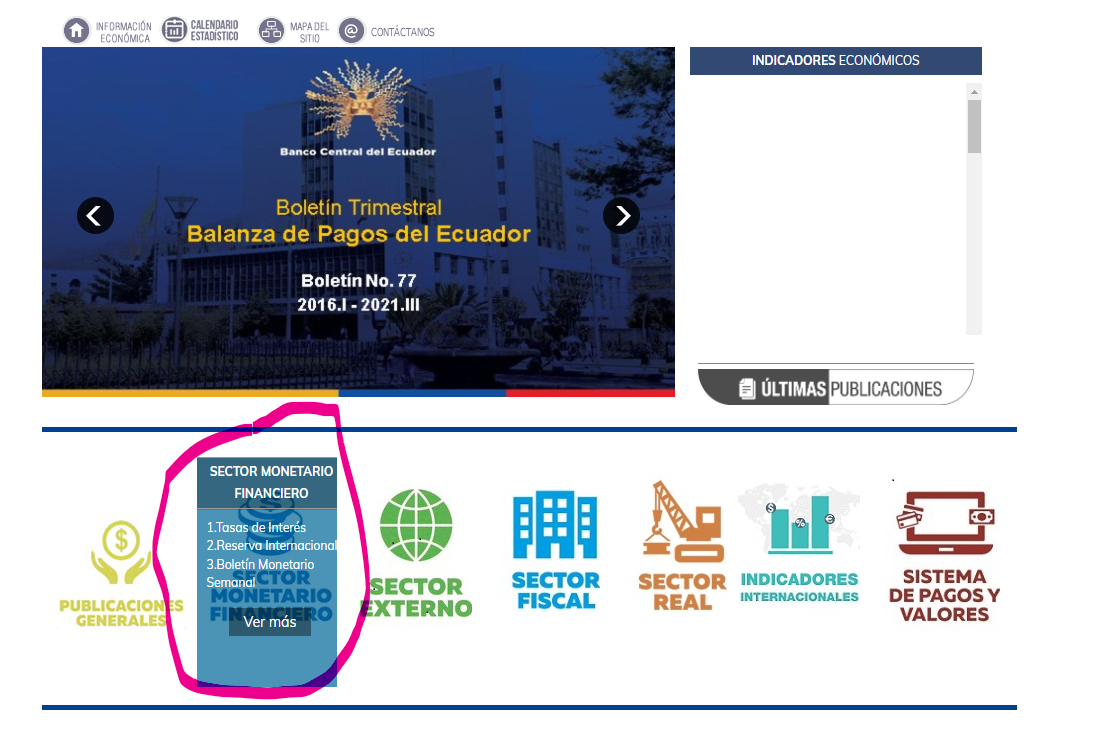 INFORMACIÓN
ECONÓMICA
CALENDARIO
ESTADÍSTICO
MAPA DEL
SITIO
@
CONTÁCTANOS
Banco Central del Ecuador
Boletín Trimestral
Balanza de Pagos del Ecuador
Boletín No. 77
2016.I - 2021.III
INDICADORES ECONÓMICOS
ÚLTIMAS PUBLICACIONES
PUBLICACIONES
GENERALES
SECTOR MONETARIO
FINANCIERO
1.Tasas de Interés
2.Reserva Internacional
3.Boletín Monetario
Semanal
SECTOR
MONETARIO
FINANCIERO
Ver más
SECTOR
EXTERNO
SECTOR
FISCAL
SECTOR
REAL
INDICADORES
INTERNACIONALES
SISTEMA
DE PAGOS Y
VALORES